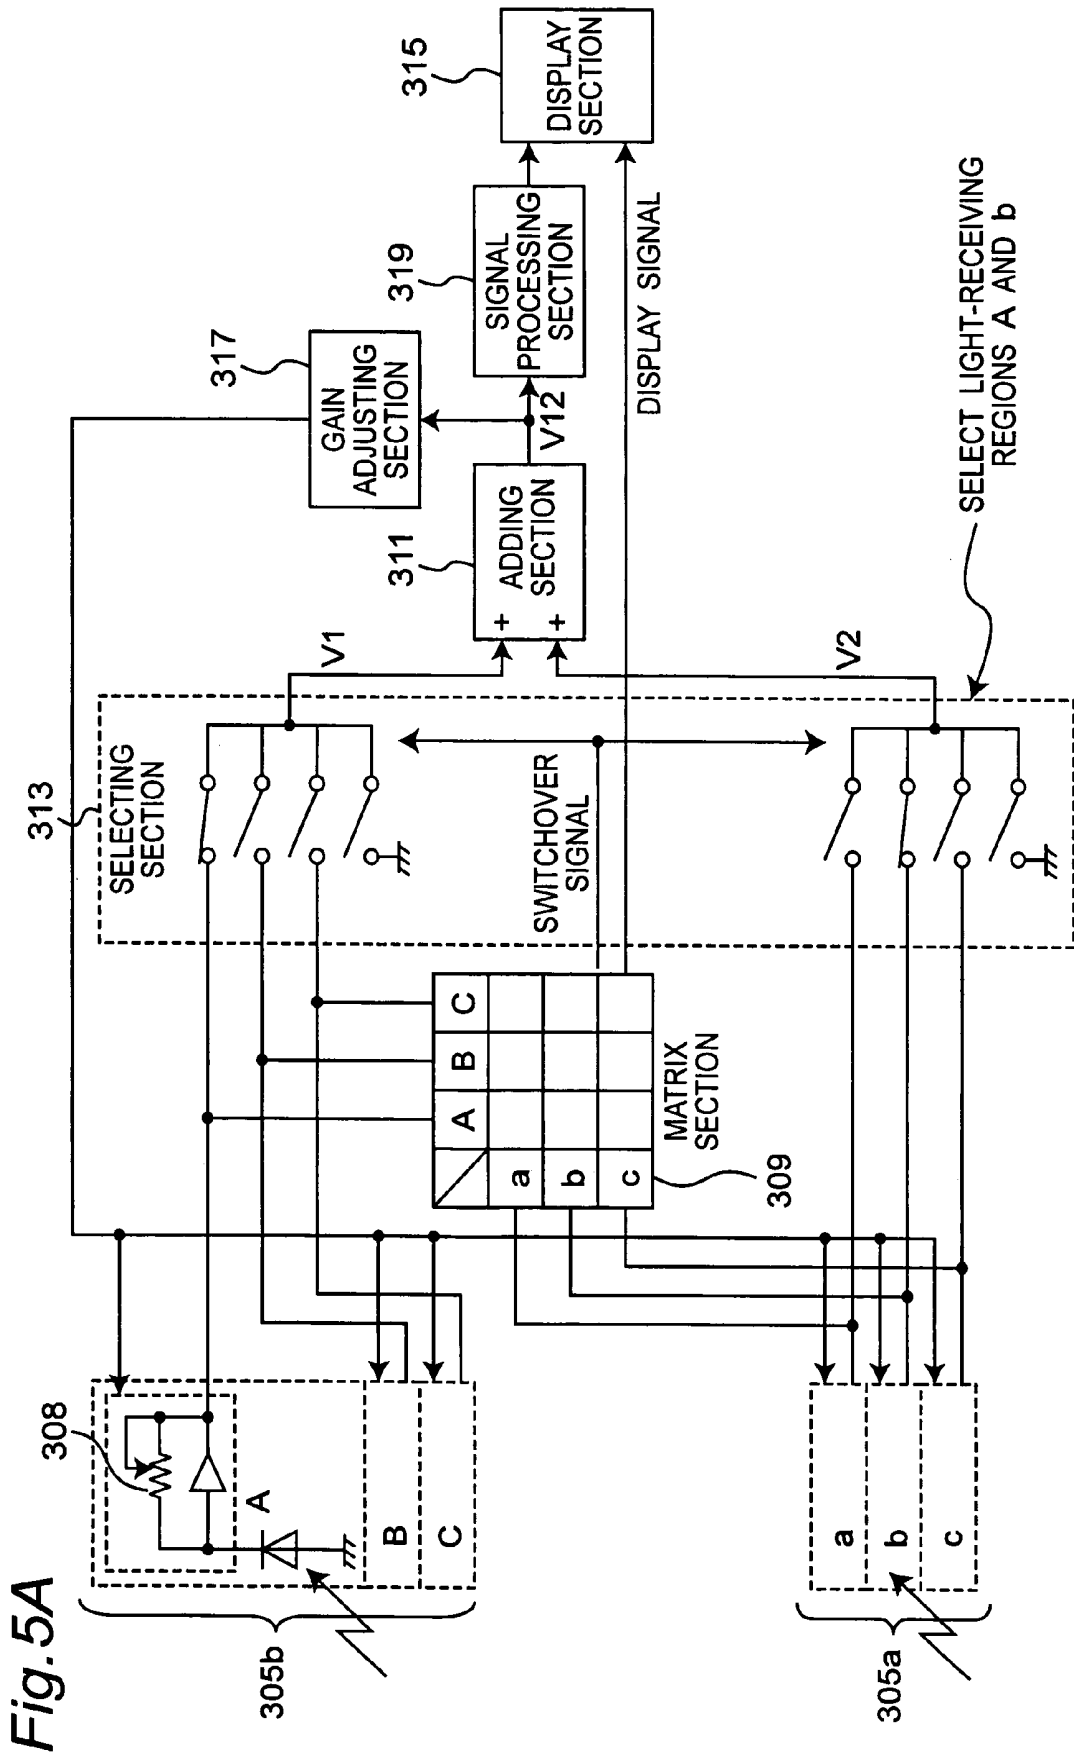 Fig.5A
305b
308
A
B
C
305a
a
b
c
309
MATRIX
SECTION
A
B
C
a
b
c
313
SELECTING
SECTION
SWITCHOVER
SIGNAL
V1
V2
SELECT LIGHT-RECEIVING
REGIONS A AND b
311
ADDING
SECTION
+
+
V12
317
GAIN
ADJUSTING
SECTION
319
SIGNAL
PROCESSING
SECTION
DISPLAY SIGNAL
315
DISPLAY
SECTION